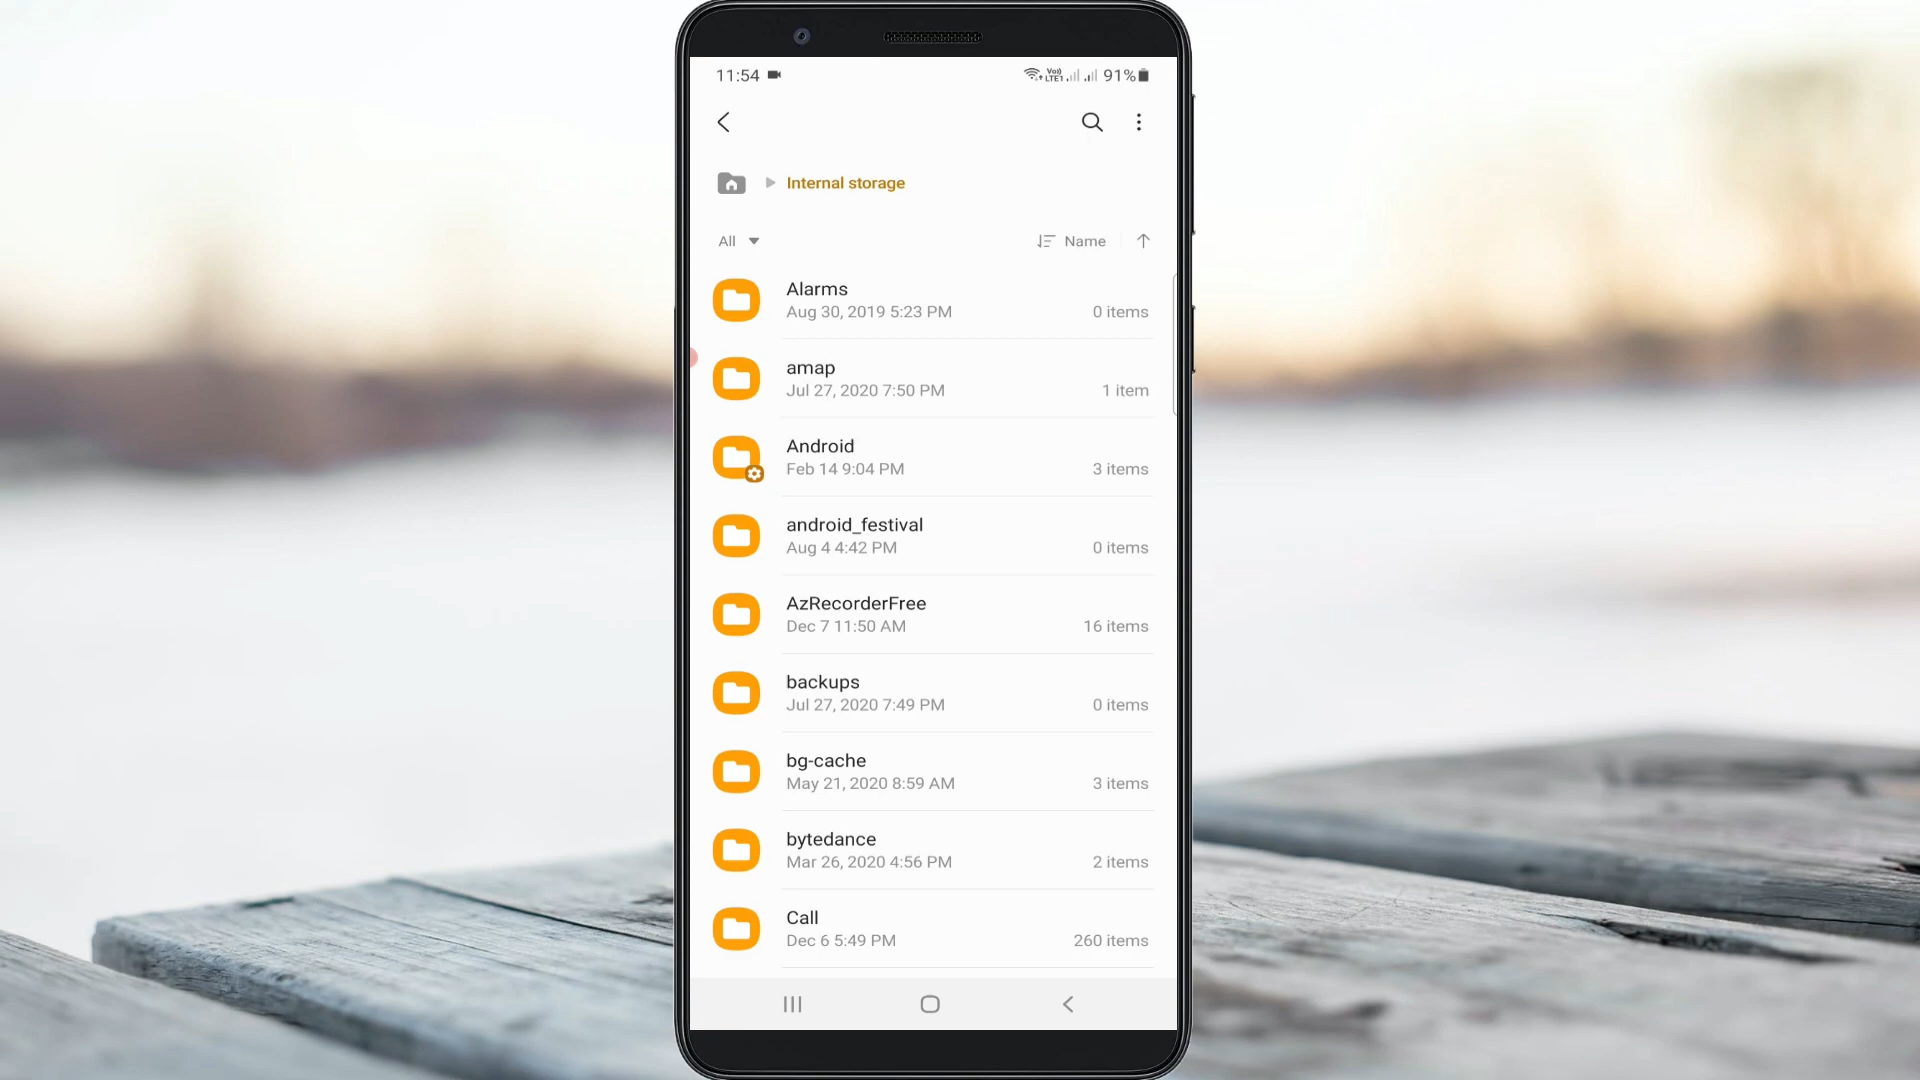 11:54 91%
Internal storage
All Name
Alarms
Aug 30, 2019 5:23 PM 0 items
amap
Jul 27, 2020 7:50 PM 1 item
Android
Feb 14 9:04 PM 3 items
android_festival
Aug 4 4:42 PM 0 items
AzRecorderFree
Dec 7 11:50 AM 16 items
backups
Jul 27, 2020 7:49 PM 0 items
bg-cache
May 21, 2020 8:59 AM 3 items
bytedance
Mar 26, 2020 4:56 PM 2 items
Call
Dec 6 5:49 PM 260 items